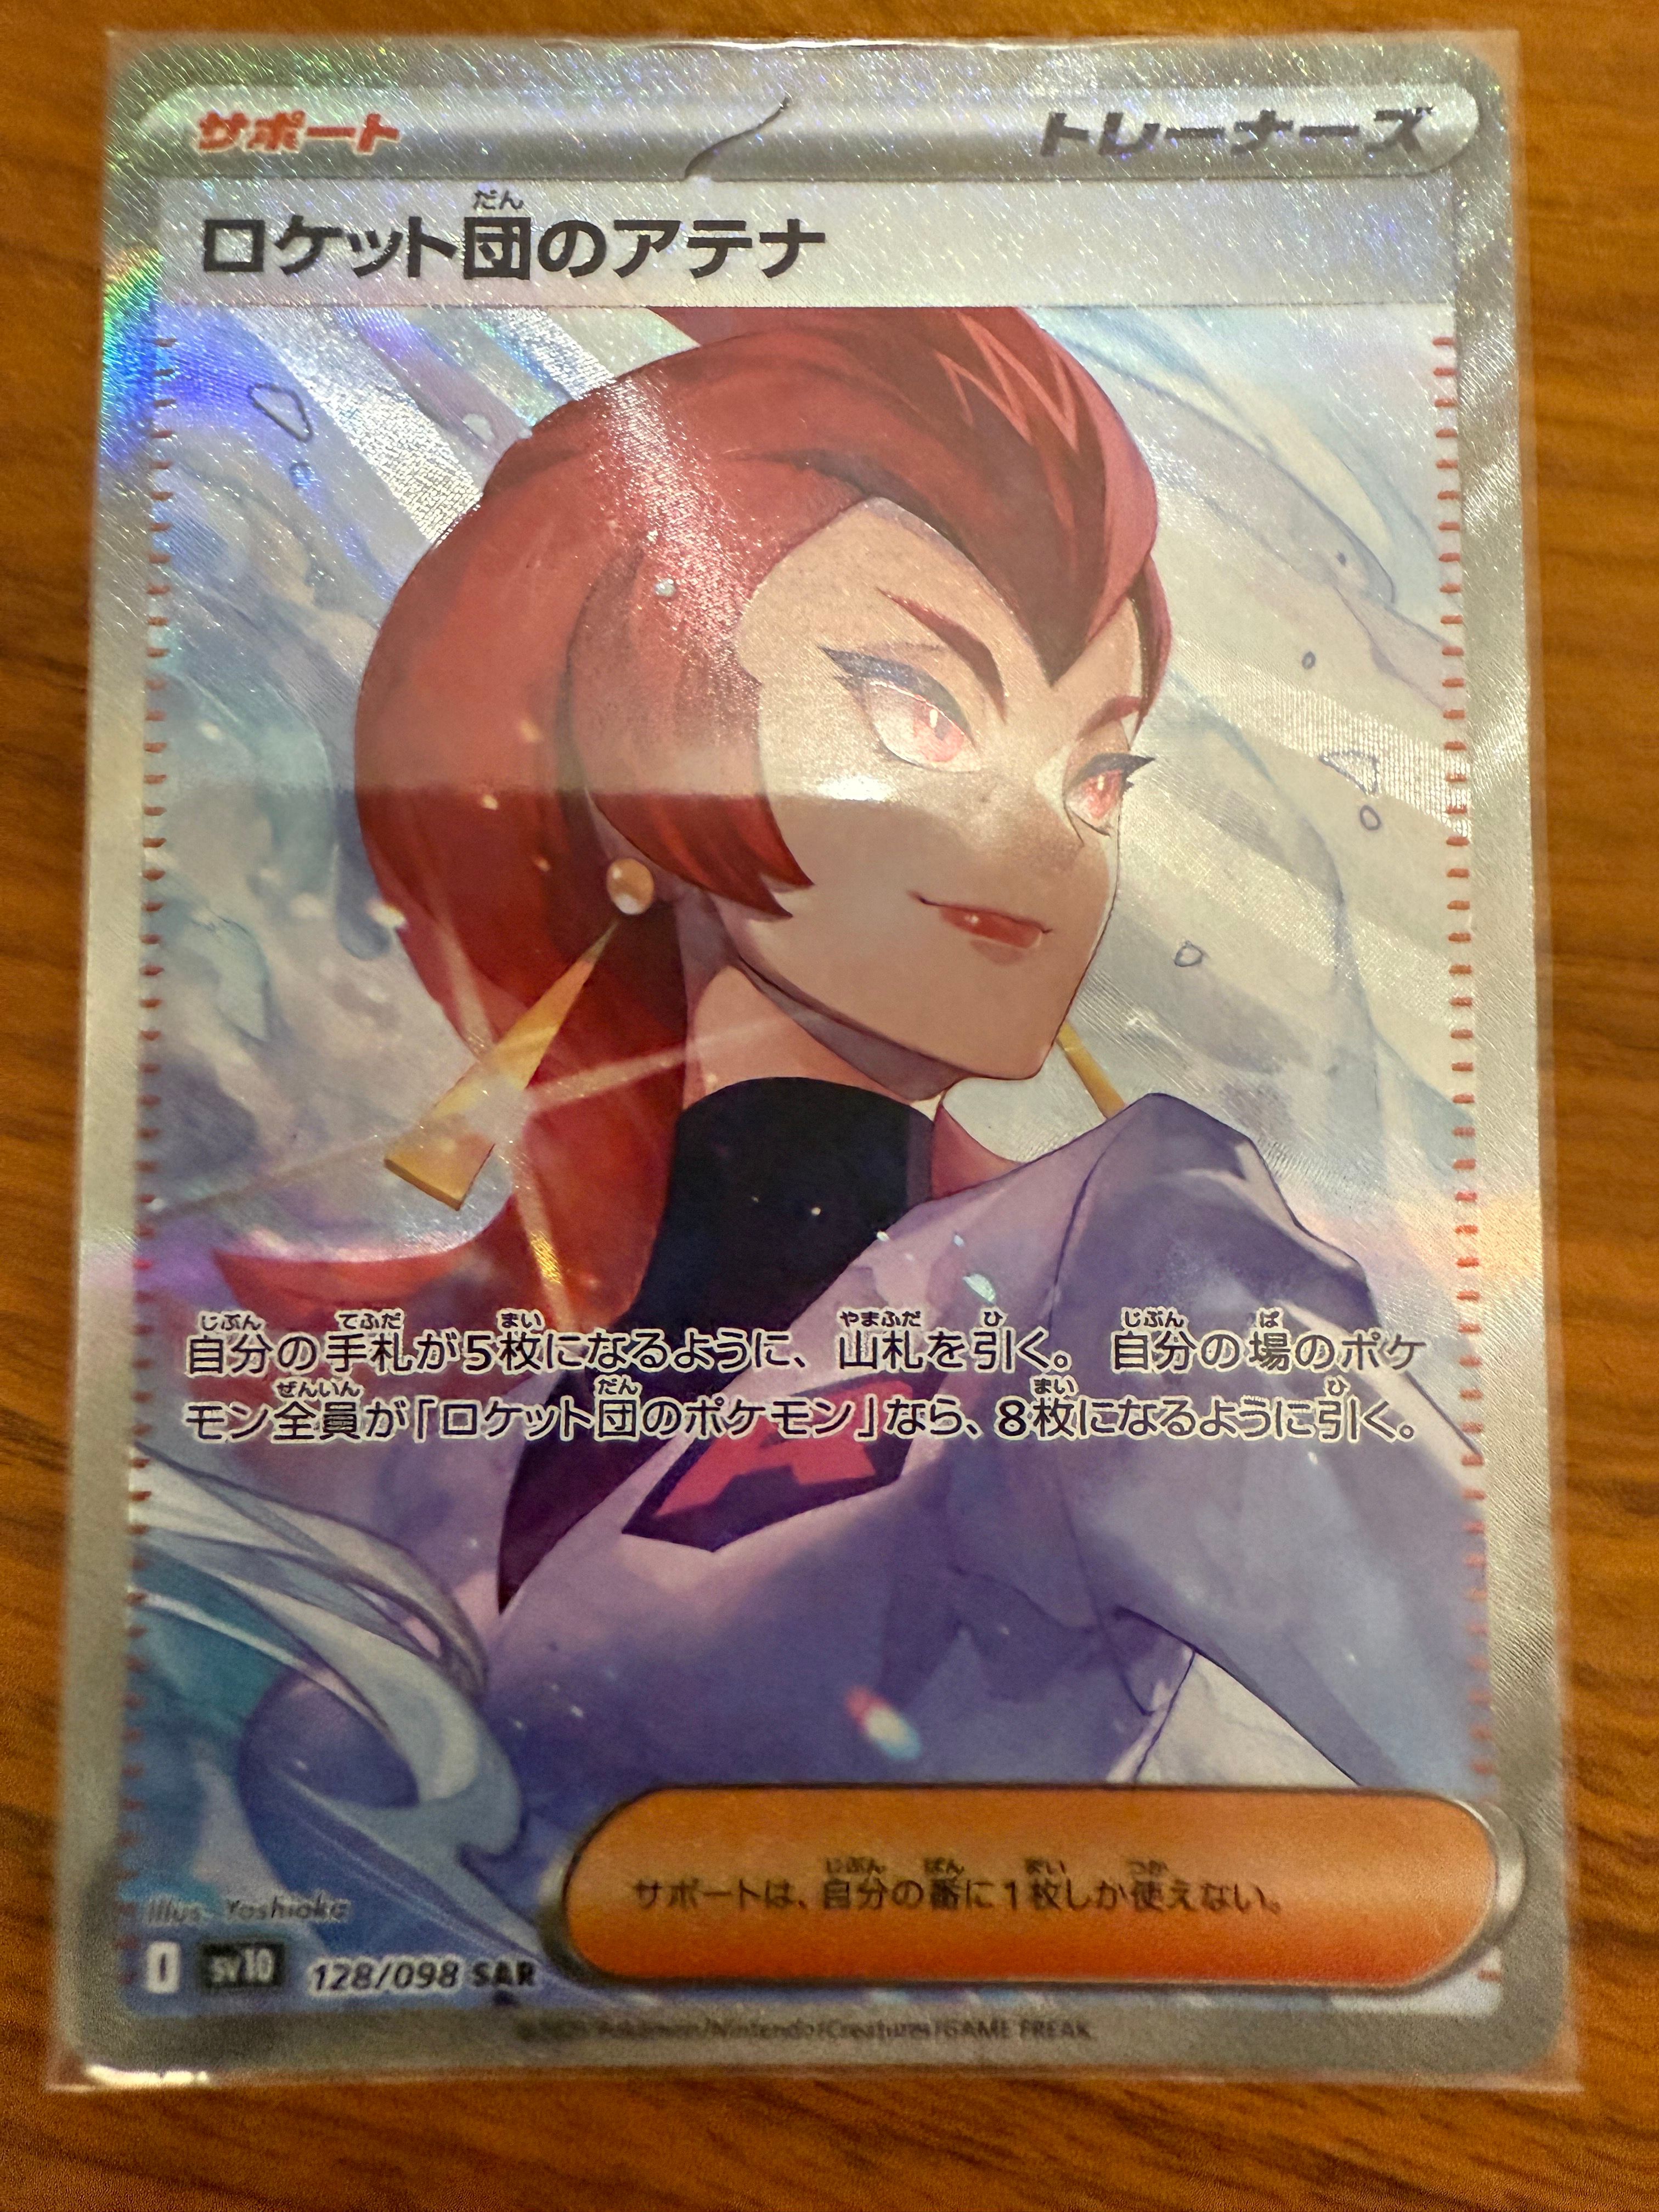 サポート
トレーナーズ
ロケット団のアテナ
自分の手札が5枚になるように、山札を引く。 自分の場のポケ
モン全員が「ロケット団のポケモン」なら、8枚になるように引く。
サポートは、自分の番に1枚しか使えない。
Illus. Yoshioka
I sv10 128/098 SAR
Pokémon/Nintendo/Creatures/GAME FREAK